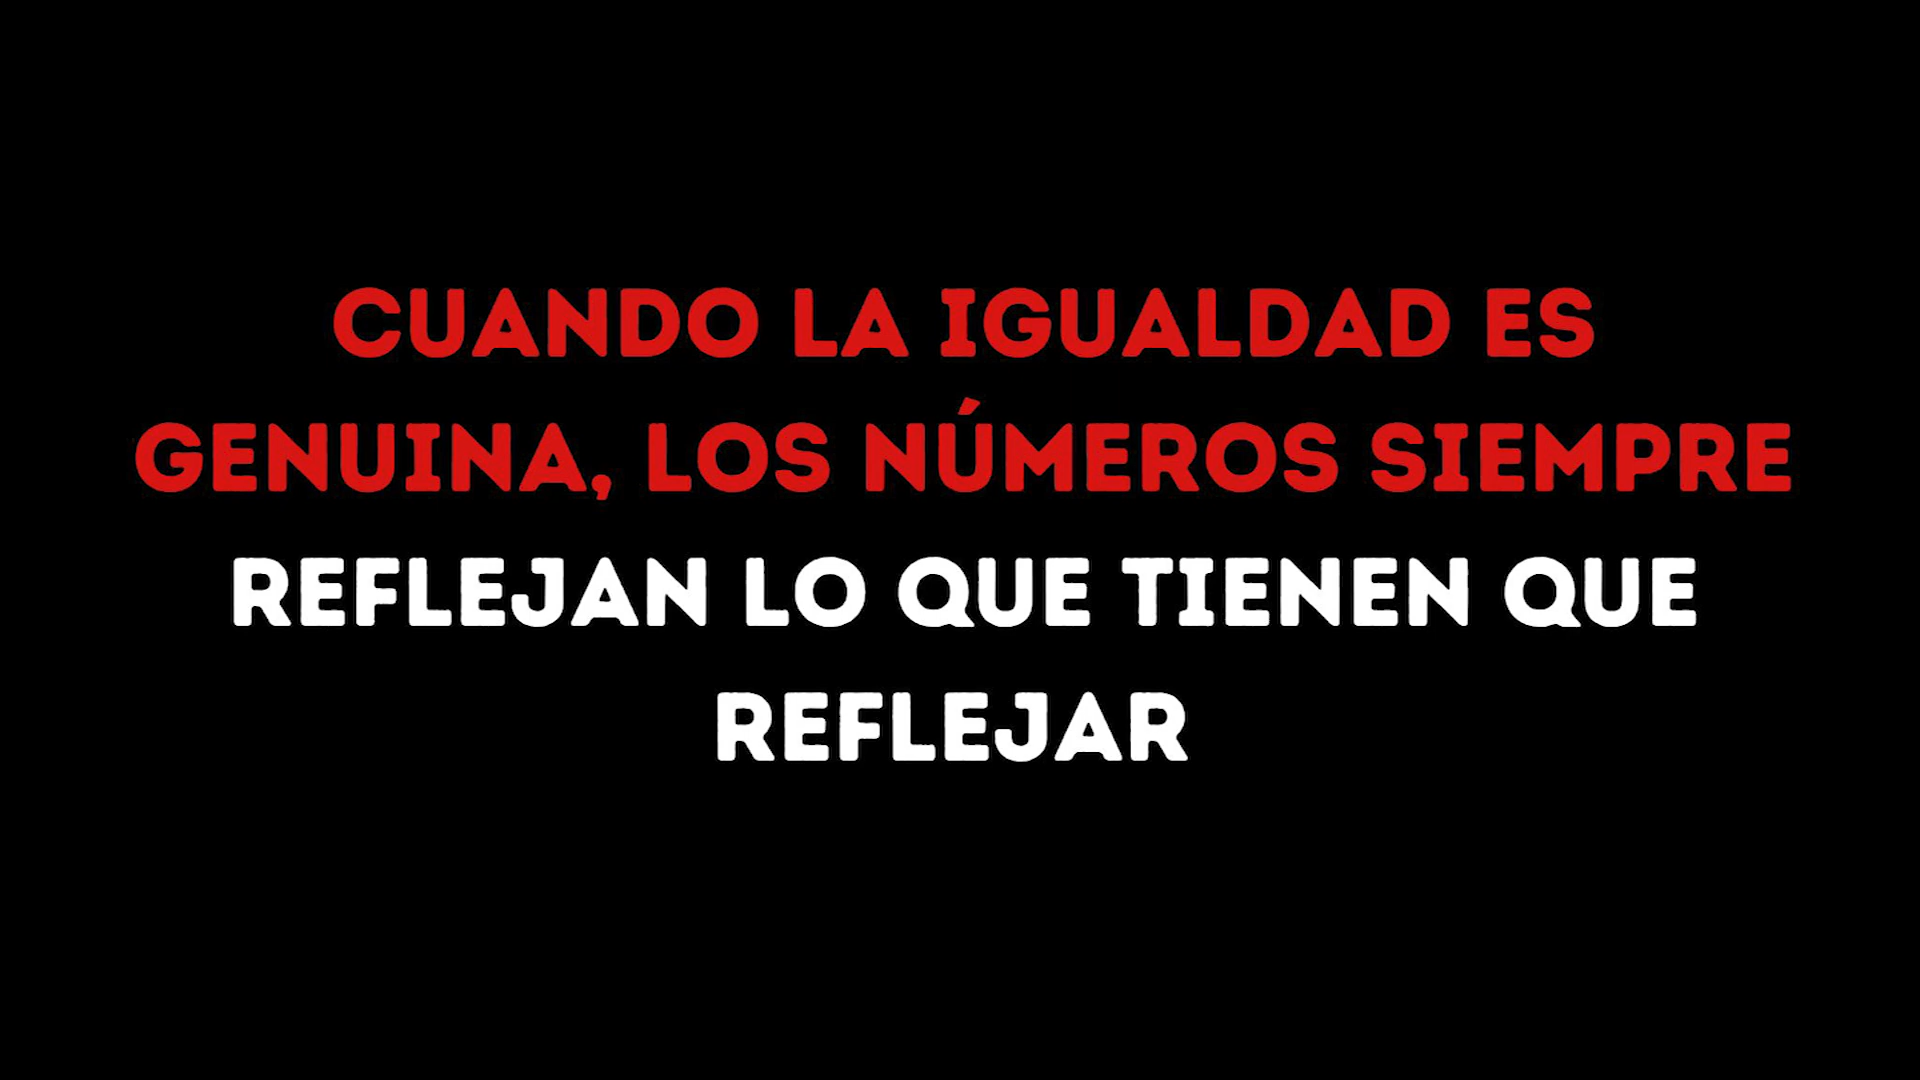 CUANDO LA IGUALDAD ES
GENUINA, LOS NÚMEROS SIEMPRE
REFLEJAN LO QUE TIENEN QUE
REFLEJAR